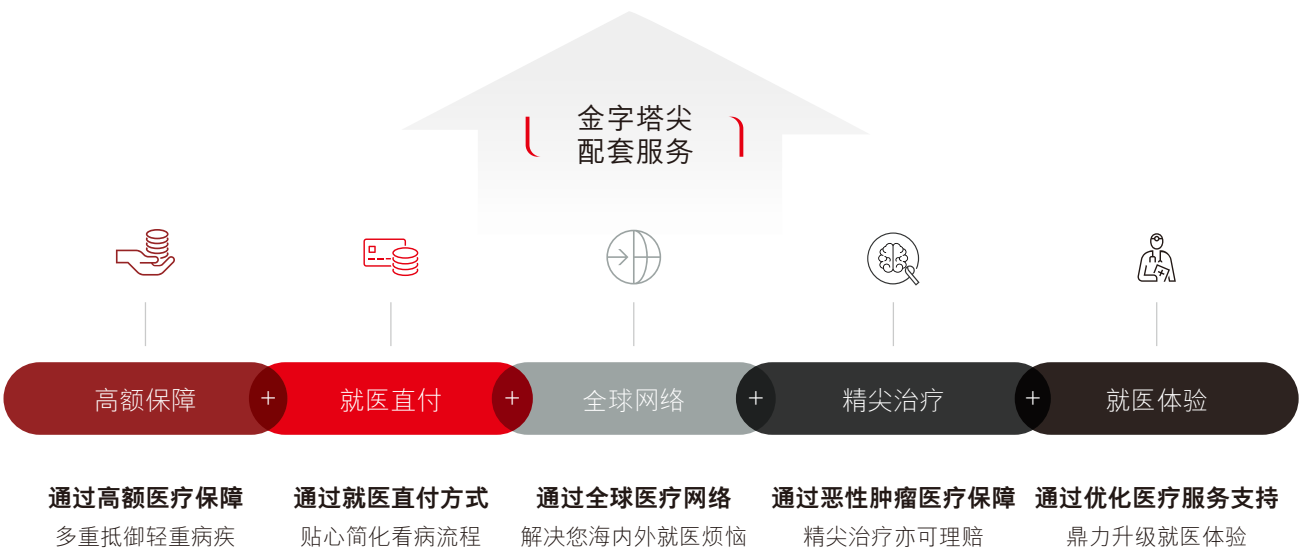 金字塔尖
配套服务
高额保障 + 就医直付 + 全球网络 + 精尖治疗 + 就医体验
通过高额医疗保障
多重抵御轻重病疾
通过就医直付方式
贴心简化看病流程
通过全球医疗网络
解决您海内外就医烦恼
通过恶性肿瘤医疗保障
精尖治疗亦可理赔
通过优化医疗服务支持
鼎力升级就医体验